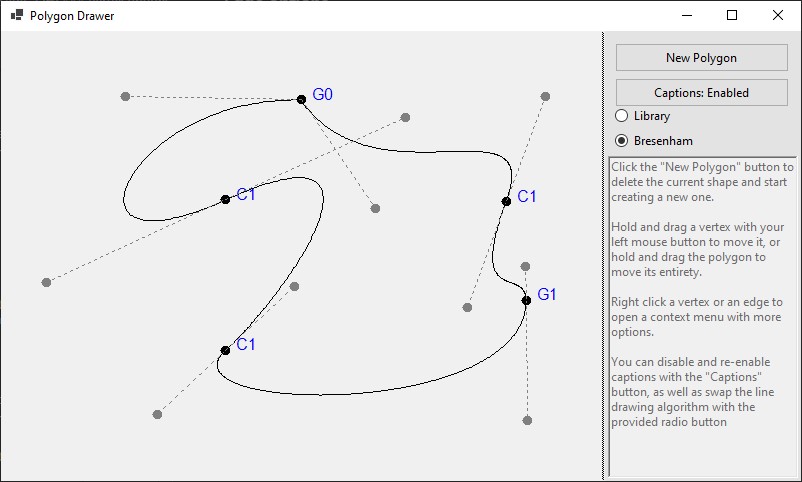 Polygon Drawer
G0
C1
C1
G1
C1
New Polygon
Captions: Enabled
Library
Bresenham
Click the "New Polygon" button to
delete the current shape and start
creating a new one.
Hold and drag a vertex with your
left mouse button to move it, or
hold and drag the polygon to
move its entirety.
Right click a vertex or an edge to
open a context menu with more
options.
You can disable and re-enable
captions with the "Captions"
button, as well as swap the line
drawing algorithm with the
provided radio button